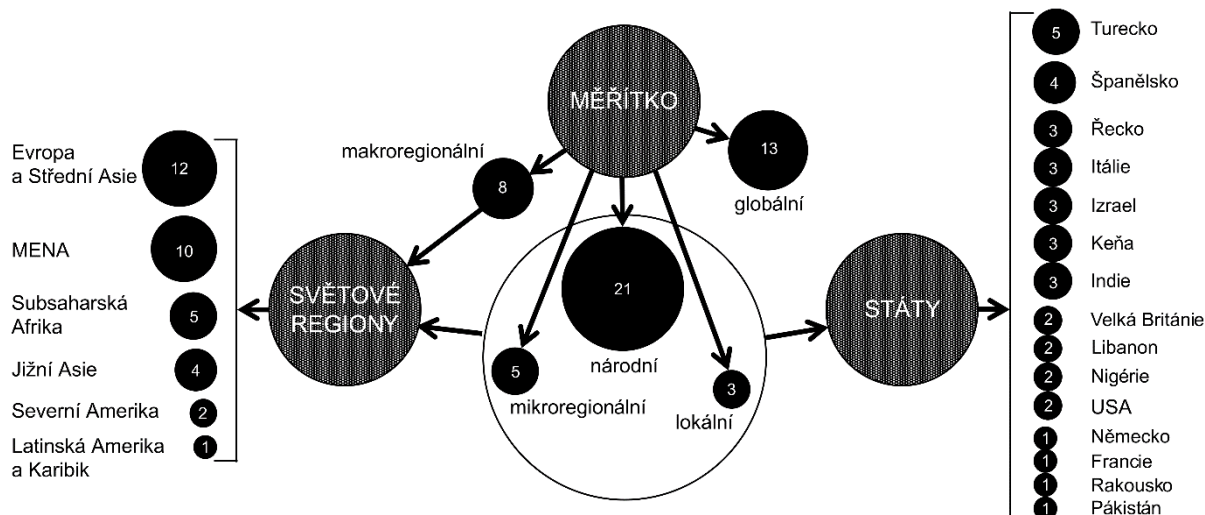 MĚŘÍTKO
13
globální
makroregionální
8
21
národní
5
mikroregionální
3
lokální
SVĚTOVÉ
REGIONY
STÁTY
Evropa
a Střední Asie
12
MENA
10
Subsaharská
Afrika
5
Jižní Asie
4
Severní Amerika
2
Latinská Amerika
a Karibik
1
5 Turecko
4 Španělsko
3 Řecko
3 Itálie
3 Izrael
3 Keňa
3 Indie
2 Velká Británie
2 Libanon
2 Nigérie
2 USA
1 Německo
1 Francie
1 Rakousko
1 Pákistán